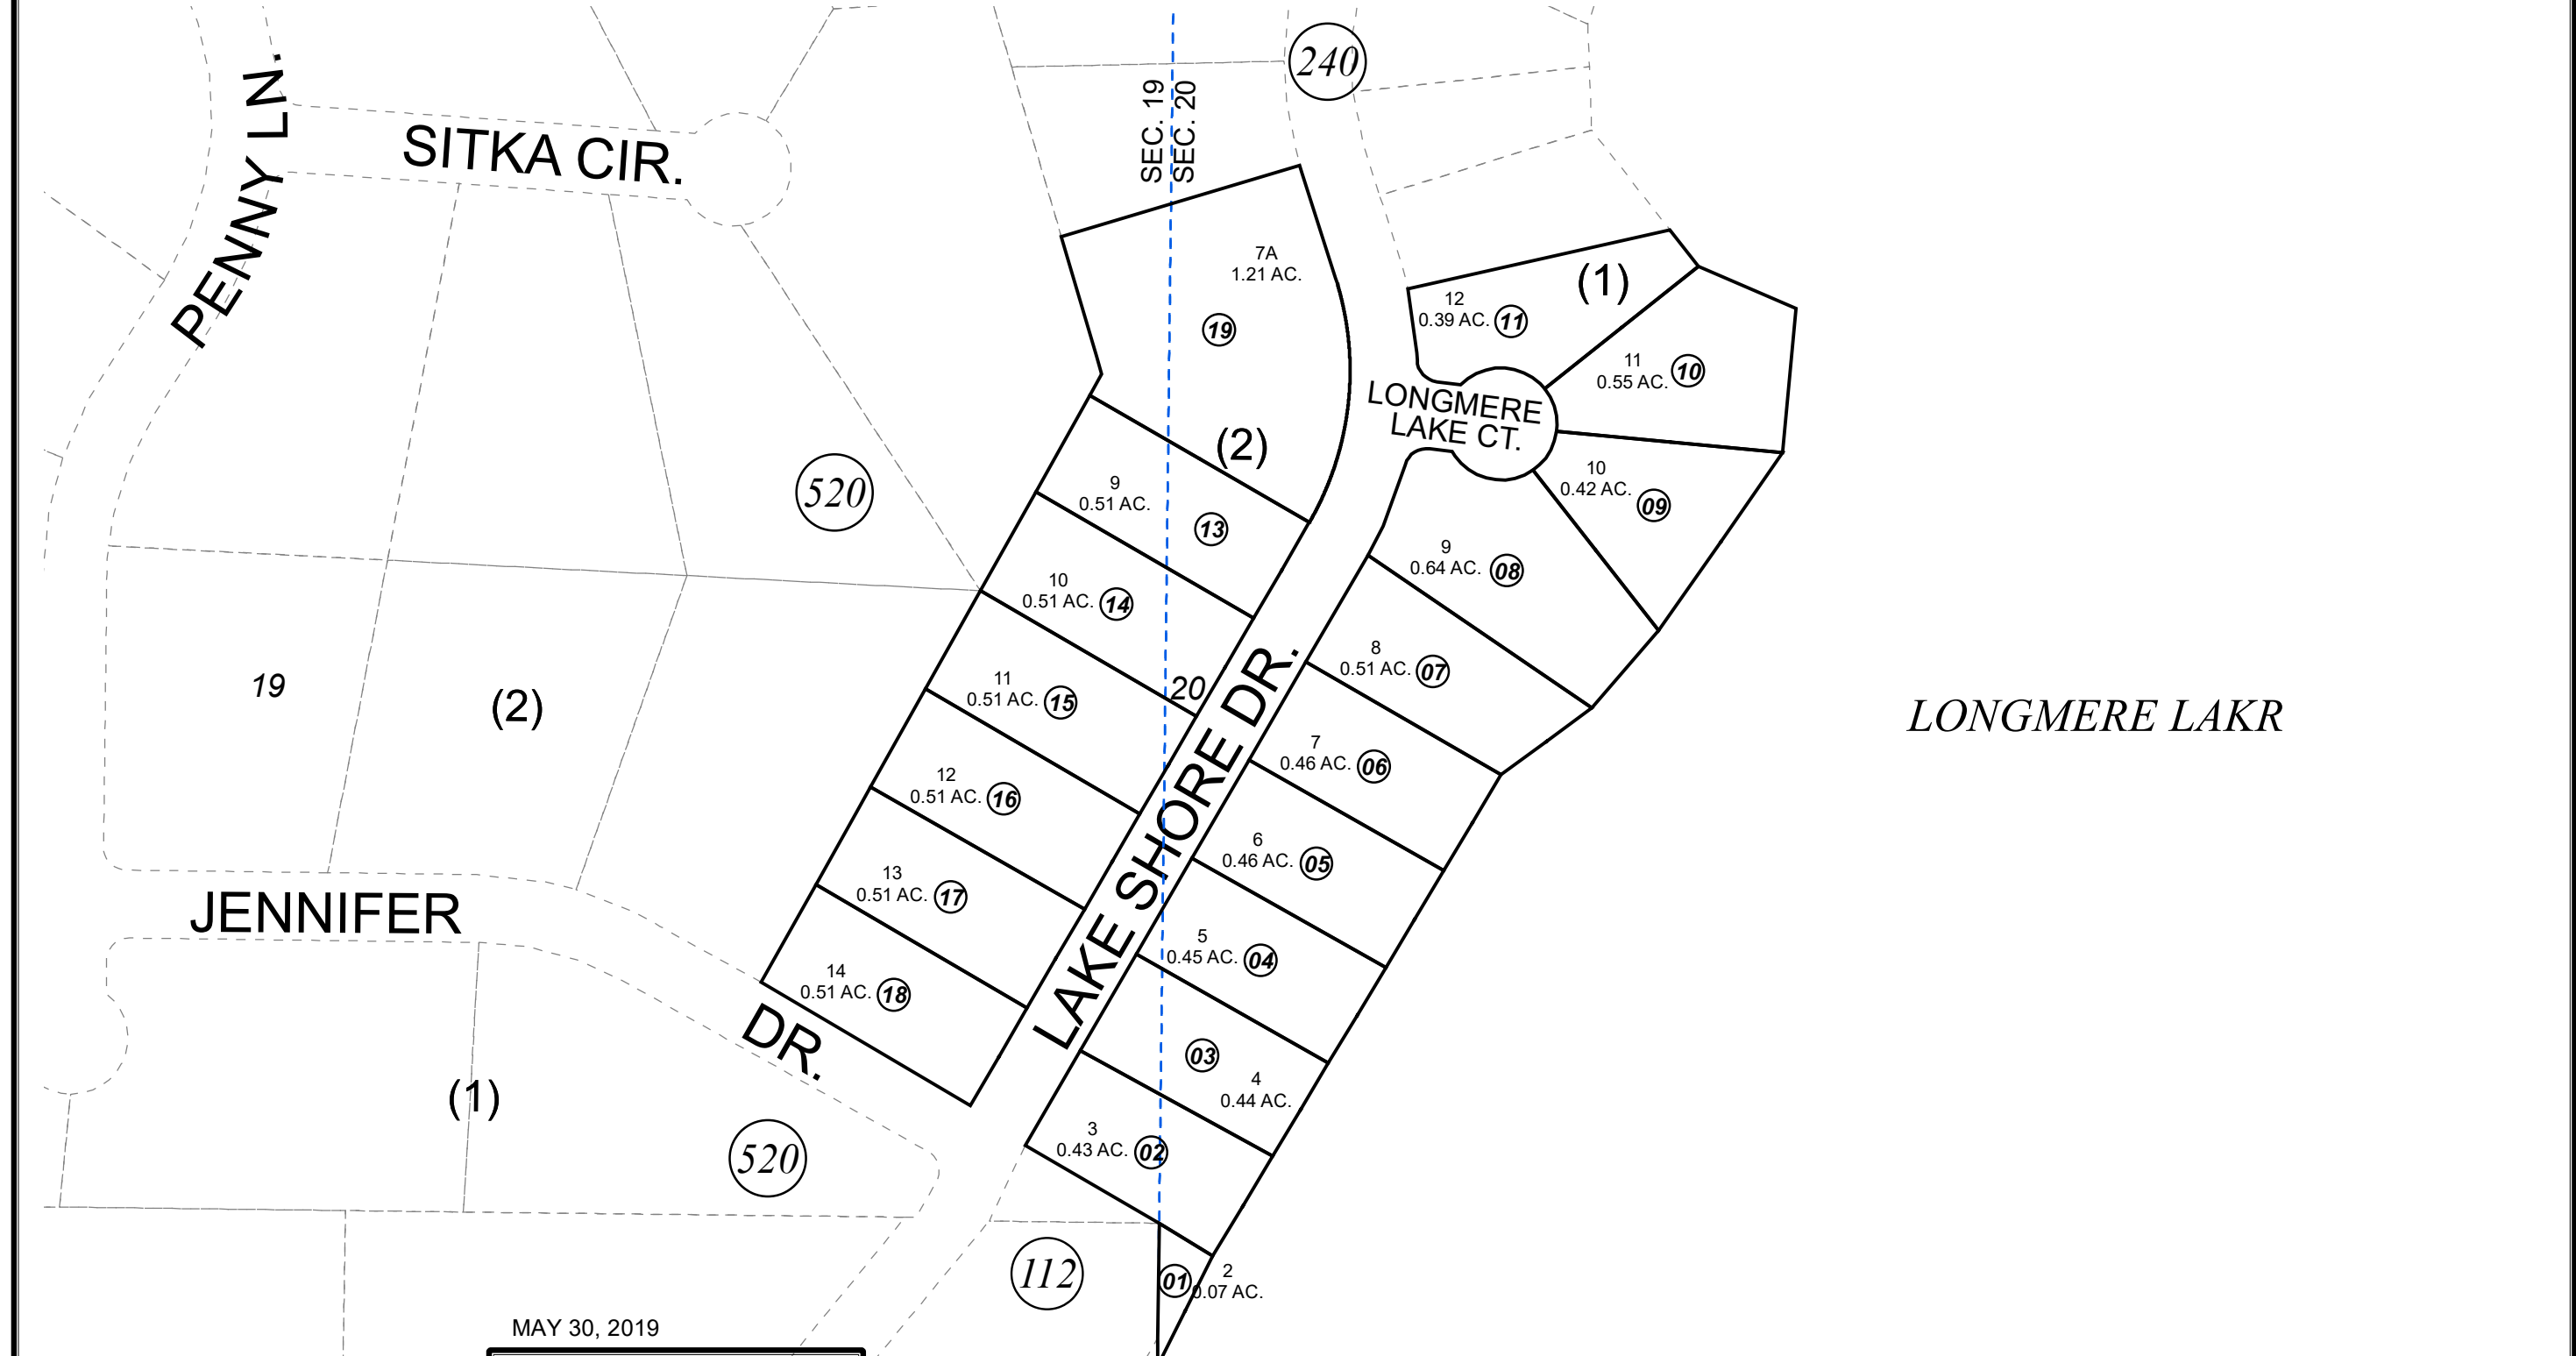 240
PENNY LN.
SITKA CIR.
SEC. 19
SEC. 20
7A
1.21 AC.
19
(1)
12
0.39 AC. 11
11
0.55 AC. 10
LONGMERE
LAKE CT.
(2)
520
9
0.51 AC.
13
10
0.42 AC.
09
9
0.64 AC. 08
10
0.51 AC. 14
8
0.51 AC. 07
11
0.51 AC. 15
20
19
(2)
LONGMERE LAKR
7
0.46 AC. 06
12
0.51 AC. 16
LAKE SHORE DR.
6
0.46 AC. 05
13
0.51 AC. 17
JENNIFER
DR.
5
0.45 AC. 04
14
0.51 AC. 18
03
4
0.44 AC.
(1)
3
0.43 AC. 02
520
112
01
2
0.07 AC.
MAY 30, 2019